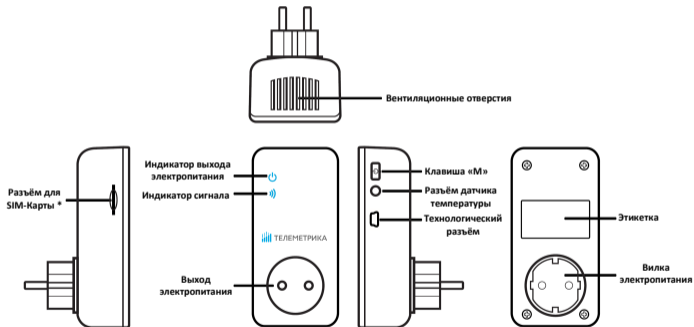 Вентиляционные отверстия
Разъём для
SIM-Карты *
Индикатор выхода
электропитания
Индикатор сигнала
ТЕЛЕМЕТРИКА
Выход
электропитания
Клавиша «М»
Разъём датчика
температуры
Технологический
разъём
Этикетка
Вилка
электропитания